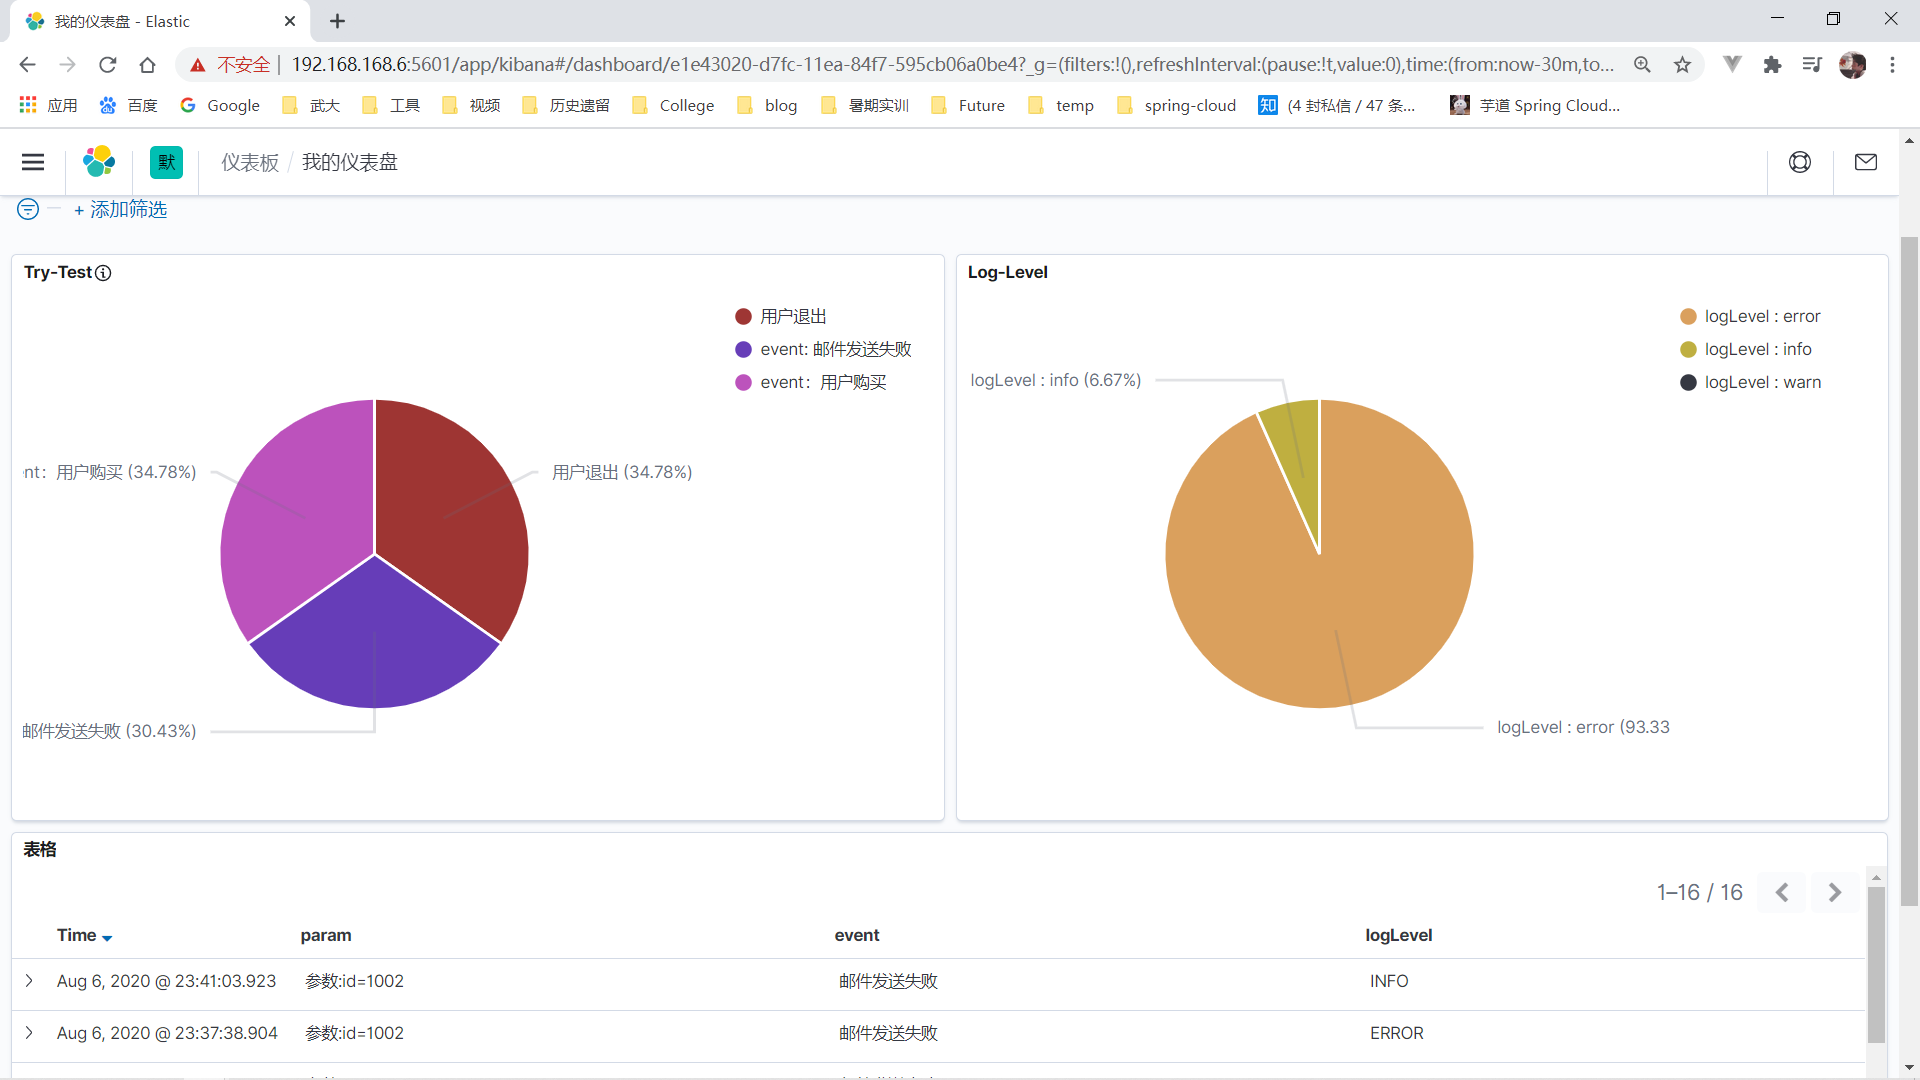 我的仪表盘 - Elastic
不安全 | 192.168.168.6:5601/app/kibana#/dashboard/e1e43020-d7fc-11ea-84f7-595cb06a0be4?_g=(filters:!(),refreshInterval:(pause:!t,value:0),time:(from:now-30m,to...
应用 百度 Google 武大 工具 视频 历史遗留 College blog 暑期实训 Future temp spring-cloud 知 (4 封私信 / 47 条... 芋道 Spring Cloud...
默 仪表板 / 我的仪表盘
+ 添加筛选
Try-Test
用户退出
event: 邮件发送失败
event：用户购买
nt：用户购买 (34.78%)
用户退出 (34.78%)
邮件发送失败 (30.43%)
Log-Level
logLevel : error
logLevel : info
logLevel : warn
logLevel : info (6.67%)
logLevel : error (93.33
表格
1–16 / 16
Time param event logLevel
Aug 6, 2020 @ 23:41:03.923 参数:id=1002 邮件发送失败 INFO
Aug 6, 2020 @ 23:37:38.904 参数:id=1002 邮件发送失败 ERROR